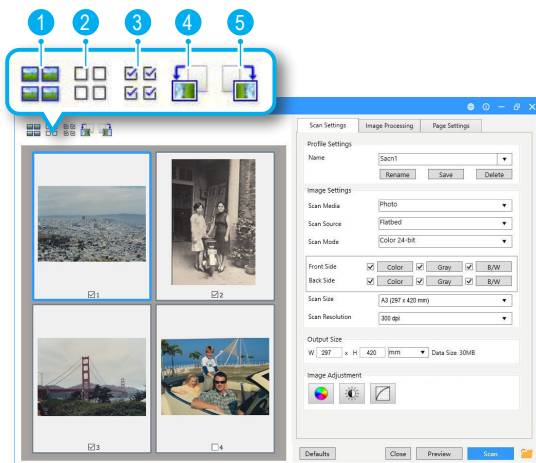 1 2 3 4 5
Scan Settings Image Processing Page Settings
Profile Settings
Name Sacn1
Rename Save Delete
Image Settings
Scan Media Photo
Scan Source Flatbed
Scan Mode Color 24-bit
Front Side Color Gray B/W
Back Side Color Gray B/W
Scan Size A3 (297 x 420 mm)
Scan Resolution 300 dpi
Output Size
W 297 x H 420 mm Data Size 30MB
Image Adjustment
1 2
3 4
Defaults Close Preview Scan